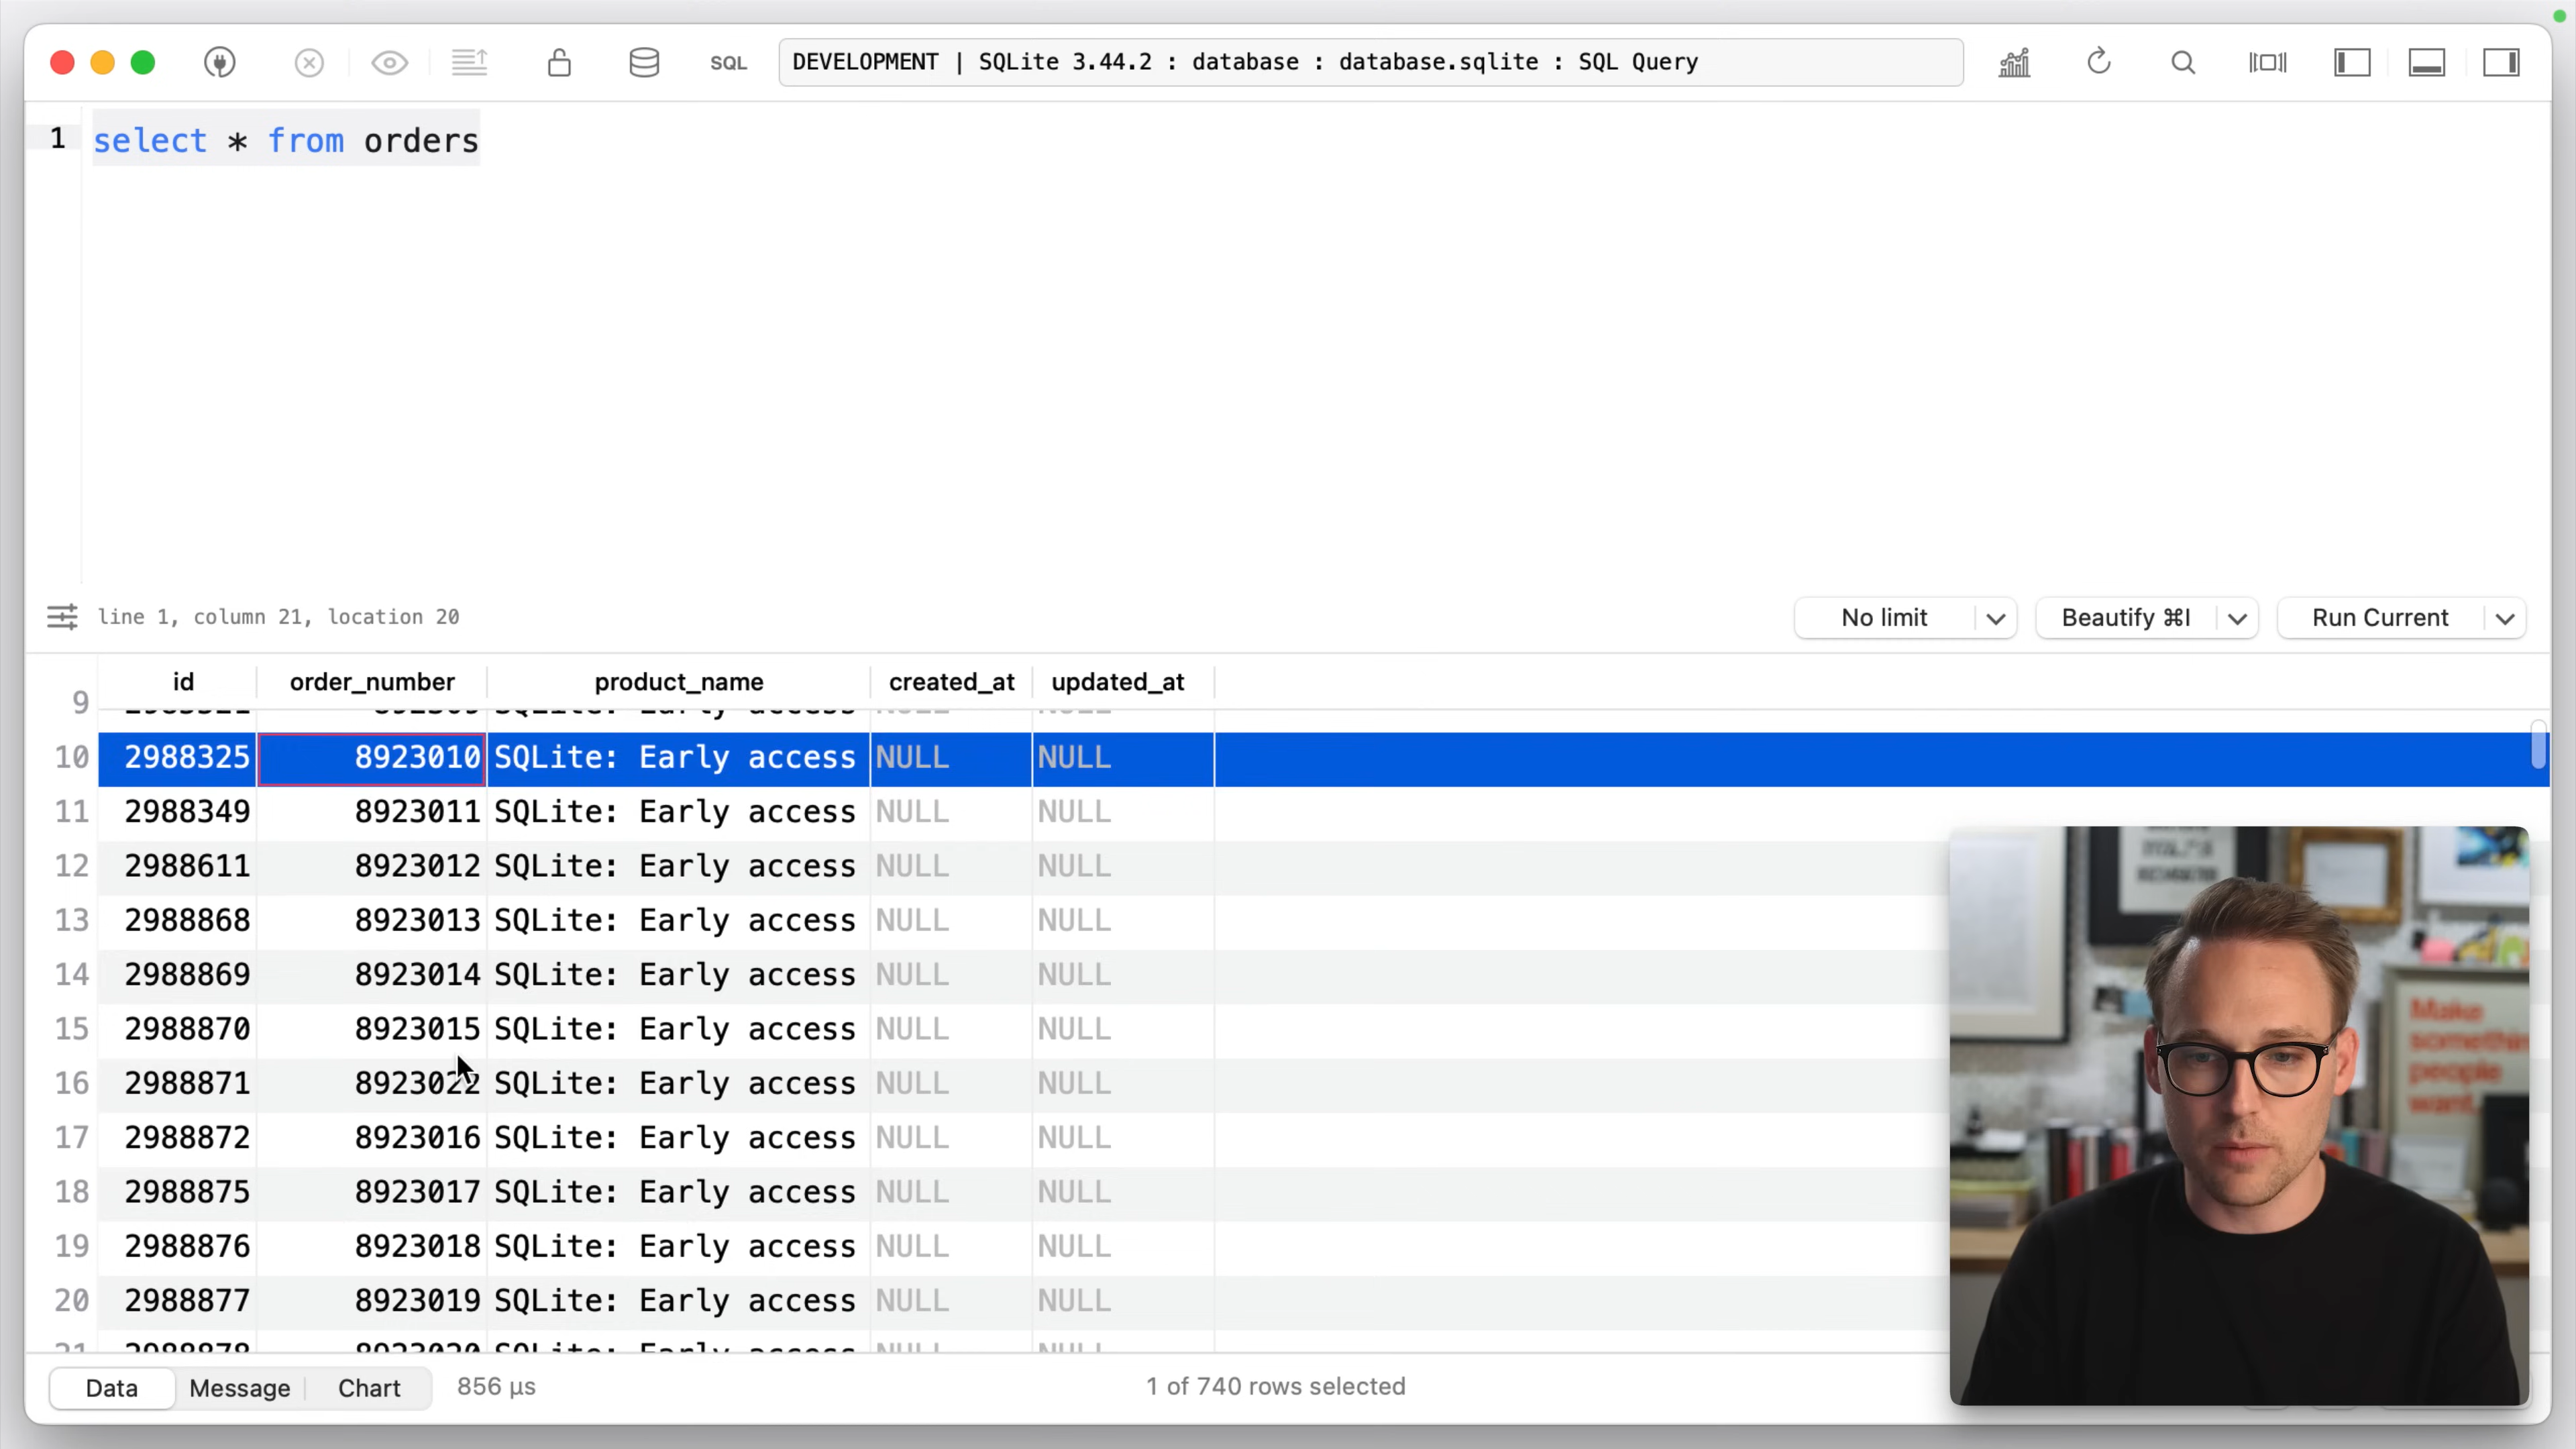 SQL DEVELOPMENT | SQLite 3.44.2 : database : database.sqlite : SQL Query
1 select * from orders
line 1, column 21, location 20 No limit Beautify ⌘I Run Current
id order_number product_name created_at updated_at
9
10 2988325 8923010 SQLite: Early access NULL NULL
11 2988349 8923011 SQLite: Early access NULL NULL
12 2988611 8923012 SQLite: Early access NULL NULL
13 2988868 8923013 SQLite: Early access NULL NULL
14 2988869 8923014 SQLite: Early access NULL NULL
15 2988870 8923015 SQLite: Early access NULL NULL
16 2988871 8923022 SQLite: Early access NULL NULL
17 2988872 8923016 SQLite: Early access NULL NULL
18 2988875 8923017 SQLite: Early access NULL NULL
19 2988876 8923018 SQLite: Early access NULL NULL
20 2988877 8923019 SQLite: Early access NULL NULL
Make
something
people
want
Data Message Chart 856 µs 1 of 740 rows selected